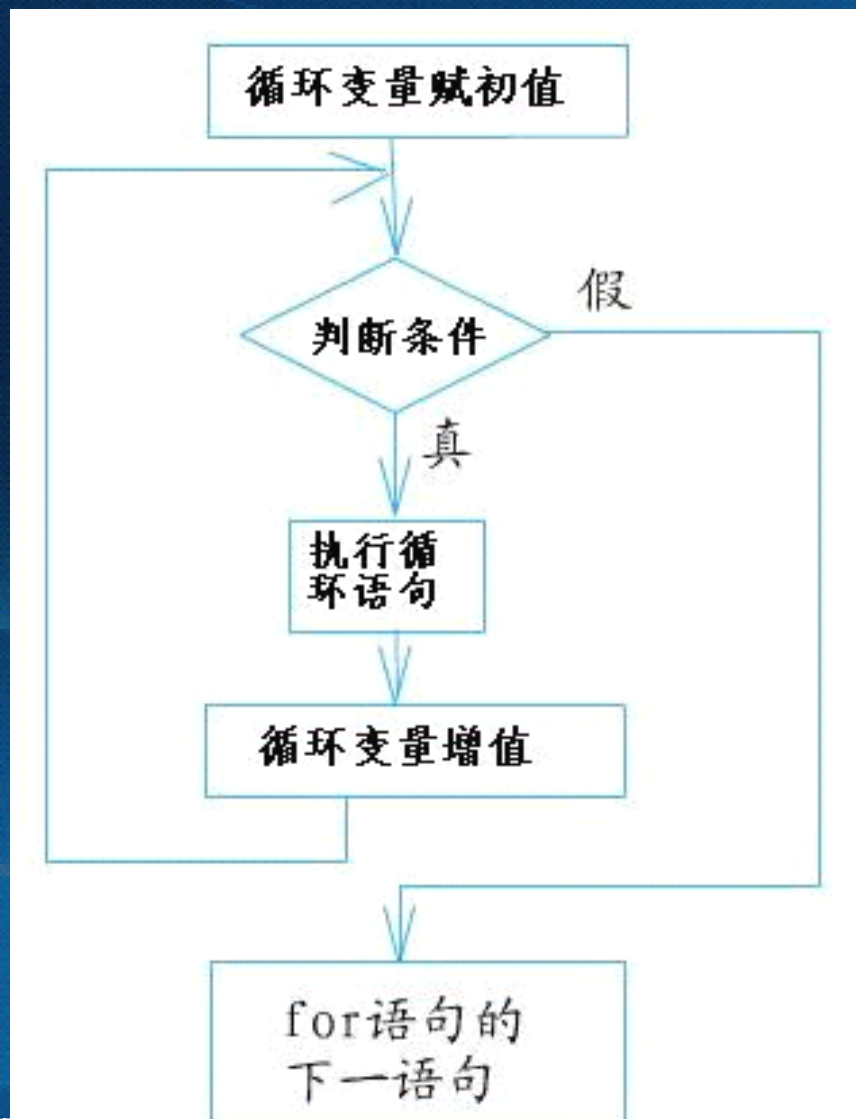 循环变量赋初值
假
判断条件
真
执行循
环语句
循环变量增值
for语句的
下一语句